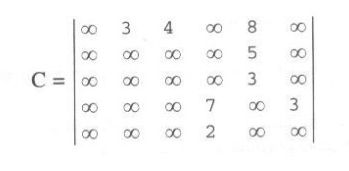 ∞ 3 4 ∞ 8 ∞
∞ ∞ ∞ ∞ 5 ∞
C = ∞ ∞ ∞ ∞ 3 ∞
∞ ∞ ∞ 7 ∞ 3
∞ ∞ ∞ 2 ∞ ∞